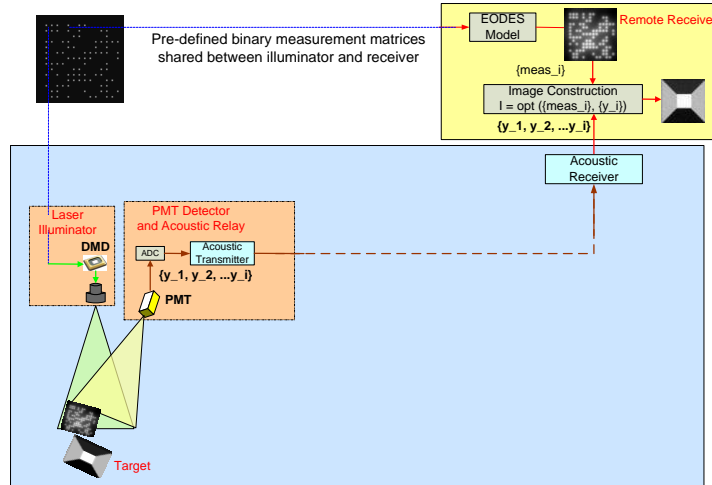 Pre-defined binary measurement matrices
shared between illuminator and receiver
EODES
Model
Remote Receive
{meas_i}
Image Construction
I = opt ({meas_i}, {y_i})
{y_1, y_2, ...y_i}
Acoustic
Receiver
Laser
Illuminator
DMD
PMT Detector
and Acoustic Relay
ADC
Acoustic
Transmitter
{y_1, y_2, ...y_i}
PMT
Target